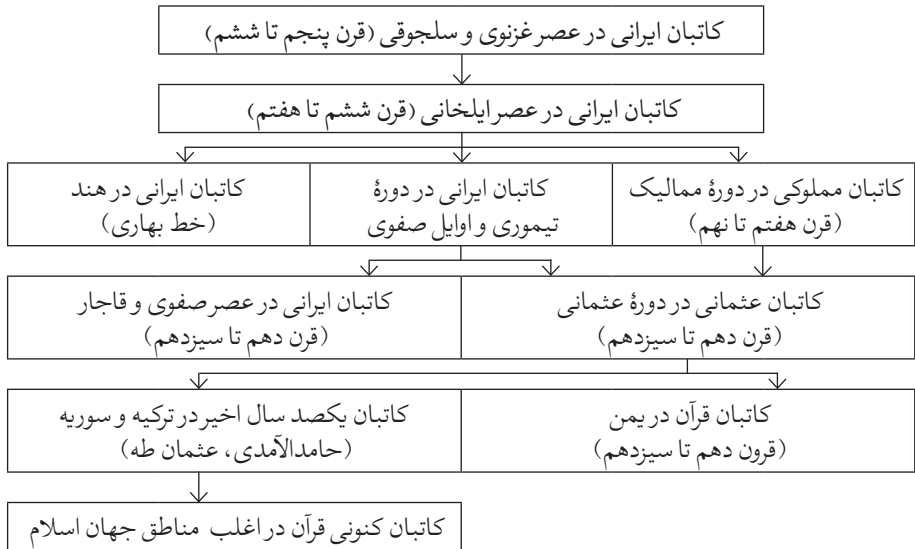 کاتبان ایرانی در عصر غزنوی و سلجوقی (قرن پنجم تا ششم)
کاتبان ایرانی در عصر ایلخانی (قرن ششم تا هفتم)
کاتبان مملوکی در دورهٔ ممالیک
(قرن هفتم تا نهم)
کاتبان ایرانی در دورهٔ
تیموری و اوایل صفوی
کاتبان ایرانی در هند
(خط بهاری)
کاتبان عثمانی در دورهٔ عثمانی
(قرن دهم تا سیزدهم)
کاتبان ایرانی در عصر صفوی و قاجار
(قرن دهم تا سیزدهم)
کاتبان قرآن در یمن
(قرون دهم تا سیزدهم)
کاتبان یکصد سال اخیر در ترکیه و سوریه
(حامدالآمدی، عثمان طه)
کاتبان کنونی قرآن در اغلب مناطق جهان اسلام